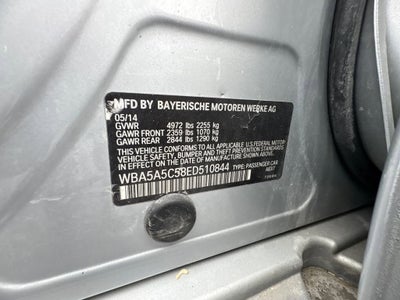 MFD BY BAYERISCHE MOTOREN WERKE AG
05/14
GVWR 4972 lbs 2255 kg
GAWR FRONT 2359 lbs 1070 kg
GAWR REAR 2844 lbs 1290 kg
THIS VEHICLE CONFORMS TO ALL APPLICABLE U.S. FEDERAL MOTOR
VEHICLE SAFETY, BUMPER, AND THEFT PREVENTION STANDARDS
IN EFFECT ON THE DATE OF MANUFACTURE SHOWN ABOVE.
WBA5A5C58ED510844 TYPE: PASSENGER CAR